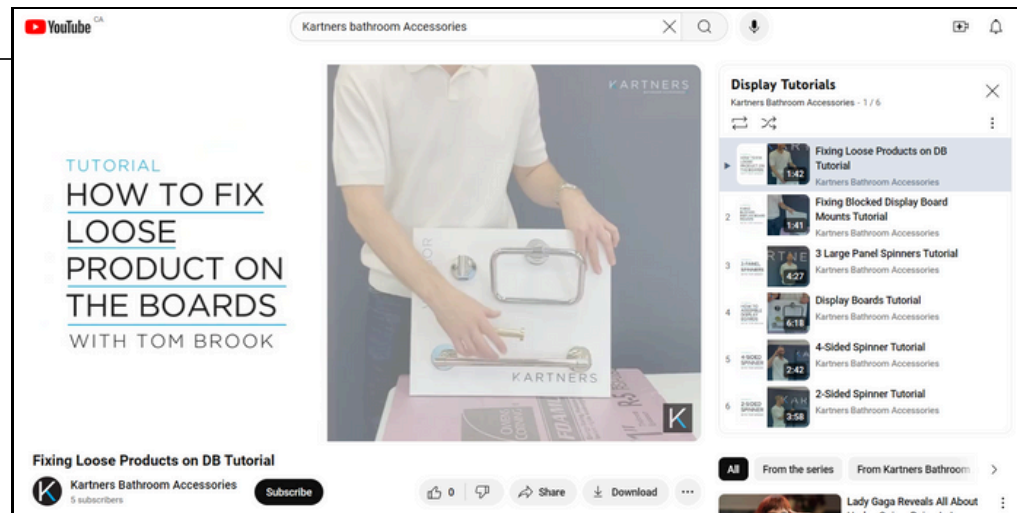 YouTube CA
Kartners bathroom Accessories
KARTNERS
TUTORIAL
HOW TO FIX
LOOSE
PRODUCT ON
THE BOARDS
WITH TOM BROOK
KARTNERS
K
Fixing Loose Products on DB Tutorial
K
Kartners Bathroom Accessories
5 subscribers
Subscribe
0
Share
Download
Display Tutorials
Kartners Bathroom Accessories - 1 / 6
1:42
Fixing Loose Products on DB
Tutorial
Kartners Bathroom Accessories
2
1:41
Fixing Blocked Display Board
Mounts Tutorial
Kartners Bathroom Accessories
3
4:27
3 Large Panel Spinners Tutorial
Kartners Bathroom Accessories
4
6:18
Display Boards Tutorial
Kartners Bathroom Accessories
5
2:42
4-Sided Spinner Tutorial
Kartners Bathroom Accessories
6
3:58
2-Sided Spinner Tutorial
Kartners Bathroom Accessories
All
From the series
From Kartners Bathroom
Lady Gaga Reveals All About